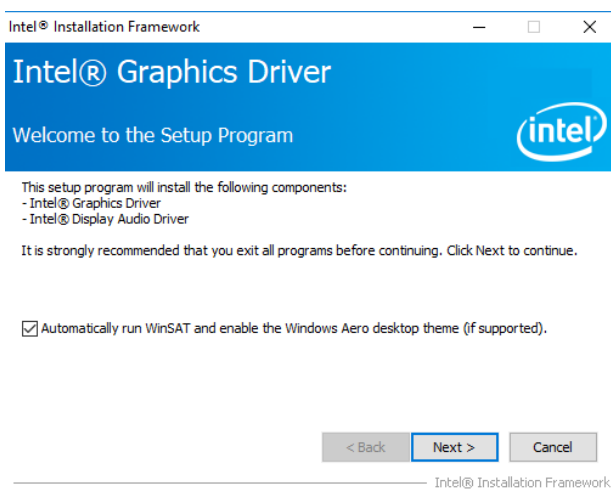 Intel® Installation Framework
Intel® Graphics Driver
Welcome to the Setup Program
intel
This setup program will install the following components:
- Intel® Graphics Driver
- Intel® Display Audio Driver
It is strongly recommended that you exit all programs before continuing. Click Next to continue.
Automatically run WinSAT and enable the Windows Aero desktop theme (if supported).
< Back Next > Cancel
Intel® Installation Framework